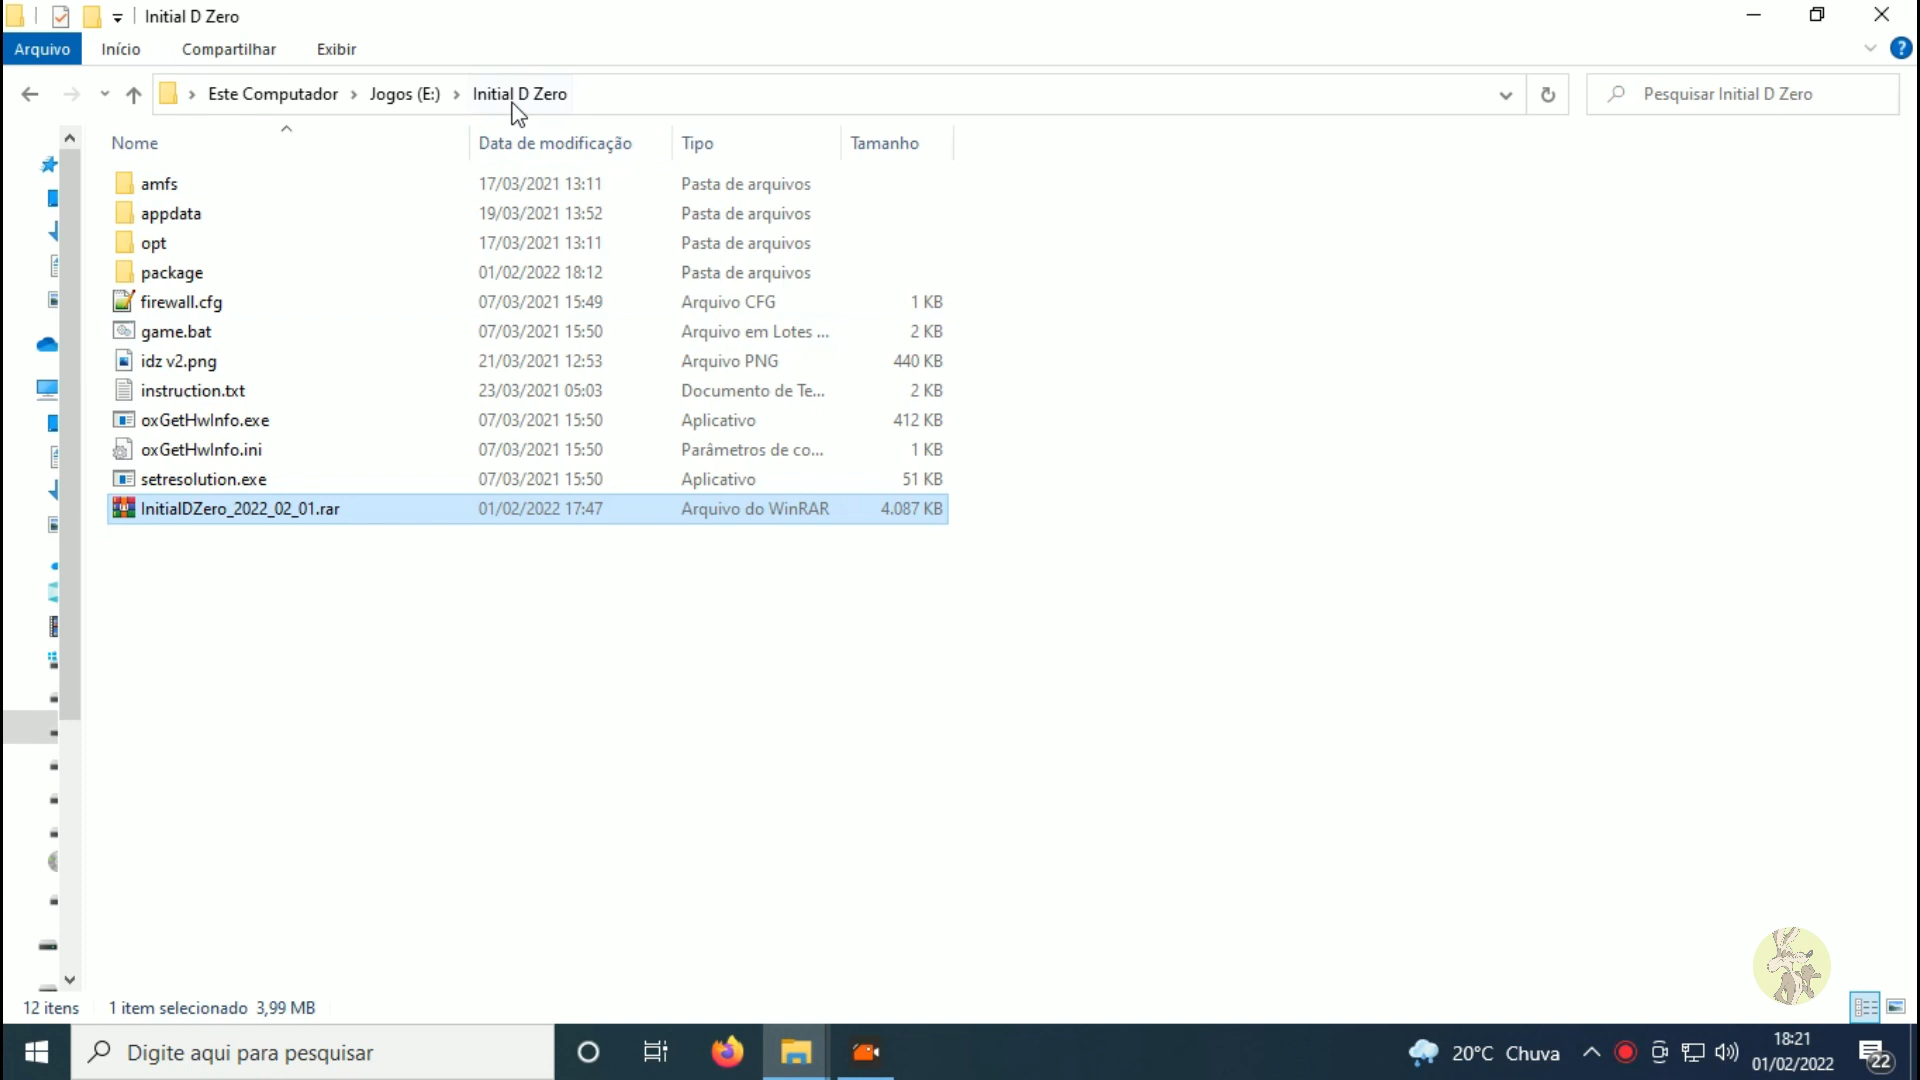 Initial D Zero
Arquivo Início Compartilhar Exibir
Este Computador › Jogos (E:) › Initial D Zero
Pesquisar Initial D Zero
Nome Data de modificação Tipo Tamanho
amfs 17/03/2021 13:11 Pasta de arquivos
appdata 19/03/2021 13:52 Pasta de arquivos
opt 17/03/2021 13:11 Pasta de arquivos
package 01/02/2022 18:12 Pasta de arquivos
firewall.cfg 07/03/2021 15:49 Arquivo CFG 1 KB
game.bat 07/03/2021 15:50 Arquivo em Lotes ... 2 KB
idz v2.png 21/03/2021 12:53 Arquivo PNG 440 KB
instruction.txt 23/03/2021 05:03 Documento de Te... 2 KB
oxGetHwInfo.exe 07/03/2021 15:50 Aplicativo 412 KB
oxGetHwInfo.ini 07/03/2021 15:50 Parâmetros de co... 1 KB
setresolution.exe 07/03/2021 15:50 Aplicativo 51 KB
InitialDZero_2022_02_01.rar 01/02/2022 17:47 Arquivo do WinRAR 4.087 KB
12 itens 1 item selecionado 3,99 MB
Digite aqui para pesquisar
20°C Chuva
18:21
01/02/2022
22